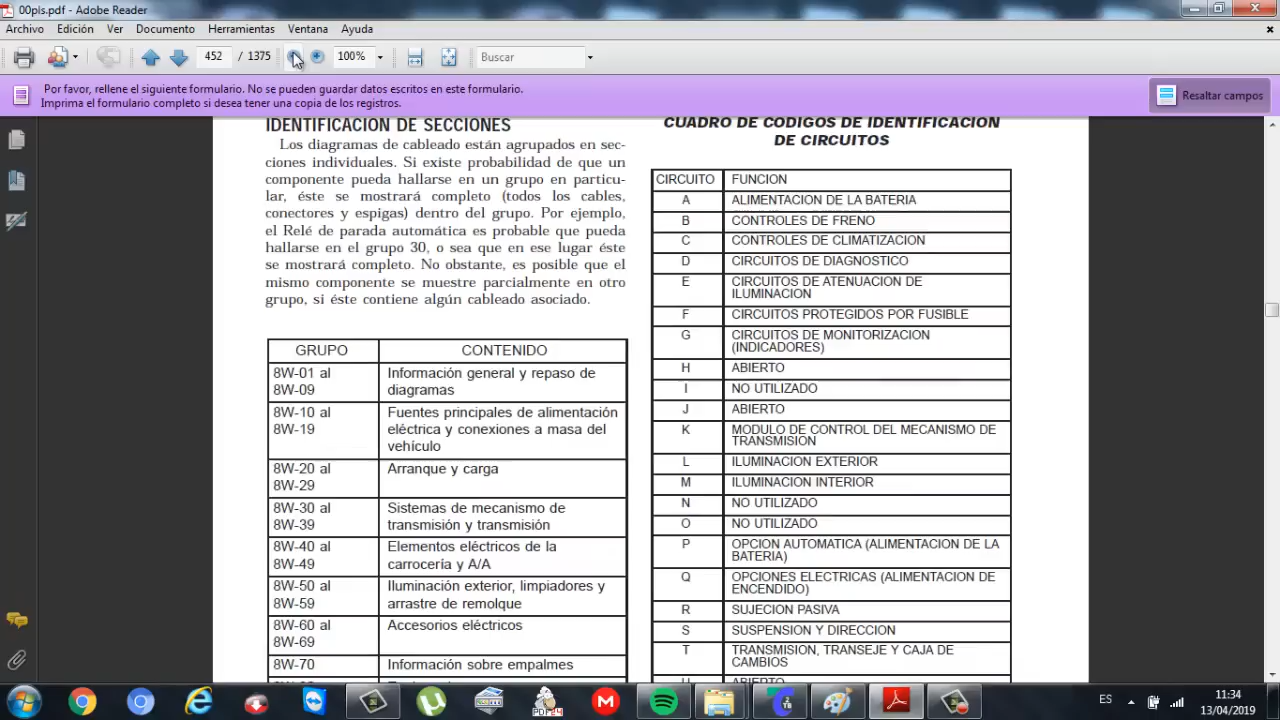 00pis.pdf - Adobe Reader
Archivo Edición Ver Documento Herramientas Ventana Ayuda
452 / 1375 100% Buscar
Por favor, rellene el siguiente formulario. No se pueden guardar datos escritos en este formulario.
Imprima el formulario completo si desea tener una copia de los registros.
Resaltar campos
IDENTIFICACION DE SECCIONES
Los diagramas de cableado están agrupados en sec-
ciones individuales. Si existe probabilidad de que un
componente pueda hallarse en un grupo en particu-
lar, éste se mostrará completo (todos los cables,
conectores y espigas) dentro del grupo. Por ejemplo,
el Relé de parada automática es probable que pueda
hallarse en el grupo 30, o sea que en ese lugar éste
se mostrará completo. No obstante, es posible que el
mismo componente se muestre parcialmente en otro
grupo, si éste contiene algún cableado asociado.
GRUPO CONTENIDO
8W-01 al Información general y repaso de
8W-09 diagramas
8W-10 al Fuentes principales de alimentación
8W-19 eléctrica y conexiones a masa del
vehículo
8W-20 al Arranque y carga
8W-29
8W-30 al Sistemas de mecanismo de
8W-39 transmisión y transmisión
8W-40 al Elementos eléctricos de la
8W-49 carrocería y A/A
8W-50 al Iluminación exterior, limpiadores y
8W-59 arrastre de remolque
8W-60 al Accesorios eléctricos
8W-69
8W-70 Información sobre empalmes
CUADRO DE CODIGOS DE IDENTIFICACION
DE CIRCUITOS
CIRCUITO FUNCION
A ALIMENTACION DE LA BATERIA
B CONTROLES DE FRENO
C CONTROLES DE CLIMATIZACION
D CIRCUITOS DE DIAGNOSTICO
E CIRCUITOS DE ATENUACION DE
ILUMINACION
F CIRCUITOS PROTEGIDOS POR FUSIBLE
G CIRCUITOS DE MONITORIZACION
(INDICADORES)
H ABIERTO
I NO UTILIZADO
J ABIERTO
K MODULO DE CONTROL DEL MECANISMO DE
TRANSMISION
L ILUMINACION EXTERIOR
M ILUMINACION INTERIOR
N NO UTILIZADO
O NO UTILIZADO
P OPCION AUTOMATICA (ALIMENTACION DE LA
BATERIA)
Q OPCIONES ELECTRICAS (ALIMENTACION DE
ENCENDIDO)
R SUJECION PASIVA
S SUSPENSION Y DIRECCION
T TRANSMISION, TRANSEJE Y CAJA DE
CAMBIOS
U ABIERTO
ES 11:34
13/04/2019